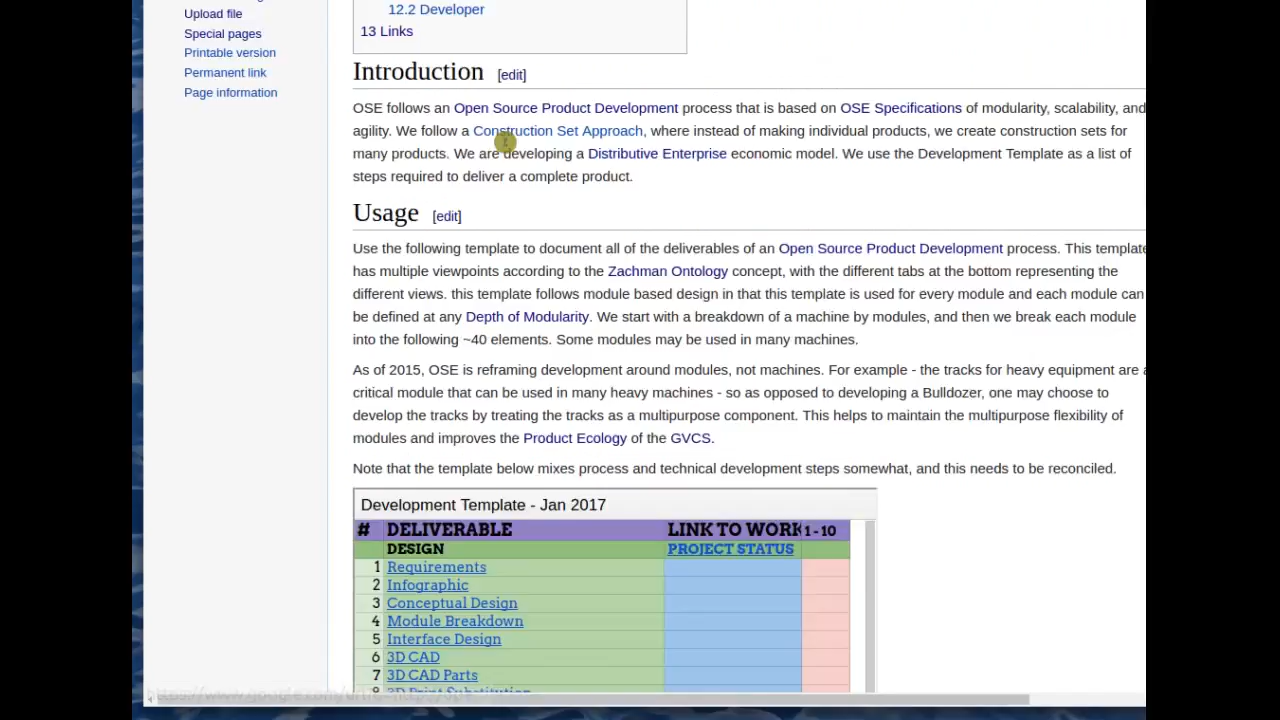 Upload file
Special pages
Printable version
Permanent link
Page information
12.2 Developer
13 Links
Introduction [edit]
OSE follows an Open Source Product Development process that is based on OSE Specifications of modularity, scalability, and
agility. We follow a Construction Set Approach, where instead of making individual products, we create construction sets for
many products. We are developing a Distributive Enterprise economic model. We use the Development Template as a list of
steps required to deliver a complete product.
Usage [edit]
Use the following template to document all of the deliverables of an Open Source Product Development process. This template
has multiple viewpoints according to the Zachman Ontology concept, with the different tabs at the bottom representing the
different views. this template follows module based design in that this template is used for every module and each module can
be defined at any Depth of Modularity. We start with a breakdown of a machine by modules, and then we break each module
into the following ~40 elements. Some modules may be used in many machines.
As of 2015, OSE is reframing development around modules, not machines. For example - the tracks for heavy equipment are a
critical module that can be used in many heavy machines - so as opposed to developing a Bulldozer, one may choose to
develop the tracks by treating the tracks as a multipurpose component. This helps to maintain the multipurpose flexibility of
modules and improves the Product Ecology of the GVCS.
Note that the template below mixes process and technical development steps somewhat, and this needs to be reconciled.
Development Template - Jan 2017
# DELIVERABLE LINK TO WORK 1 - 10
DESIGN PROJECT STATUS
1 Requirements
2 Infographic
3 Conceptual Design
4 Module Breakdown
5 Interface Design
6 3D CAD
7 3D CAD Parts
8 3D Print Substitution